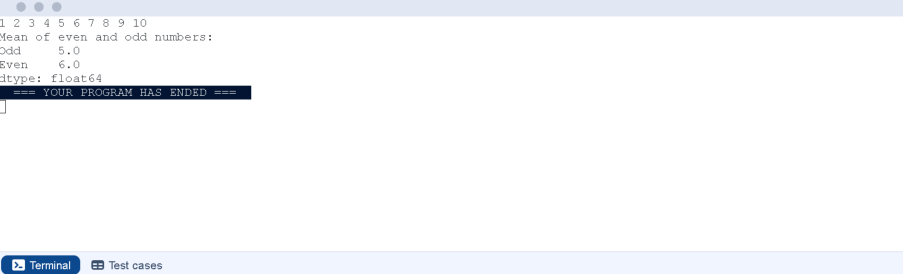 1 2 3 4 5 6 7 8 9 10
Mean of even and odd numbers:
Odd     5.0
Even    6.0
dtype: float64
=== YOUR PROGRAM HAS ENDED ===
Terminal
Test cases